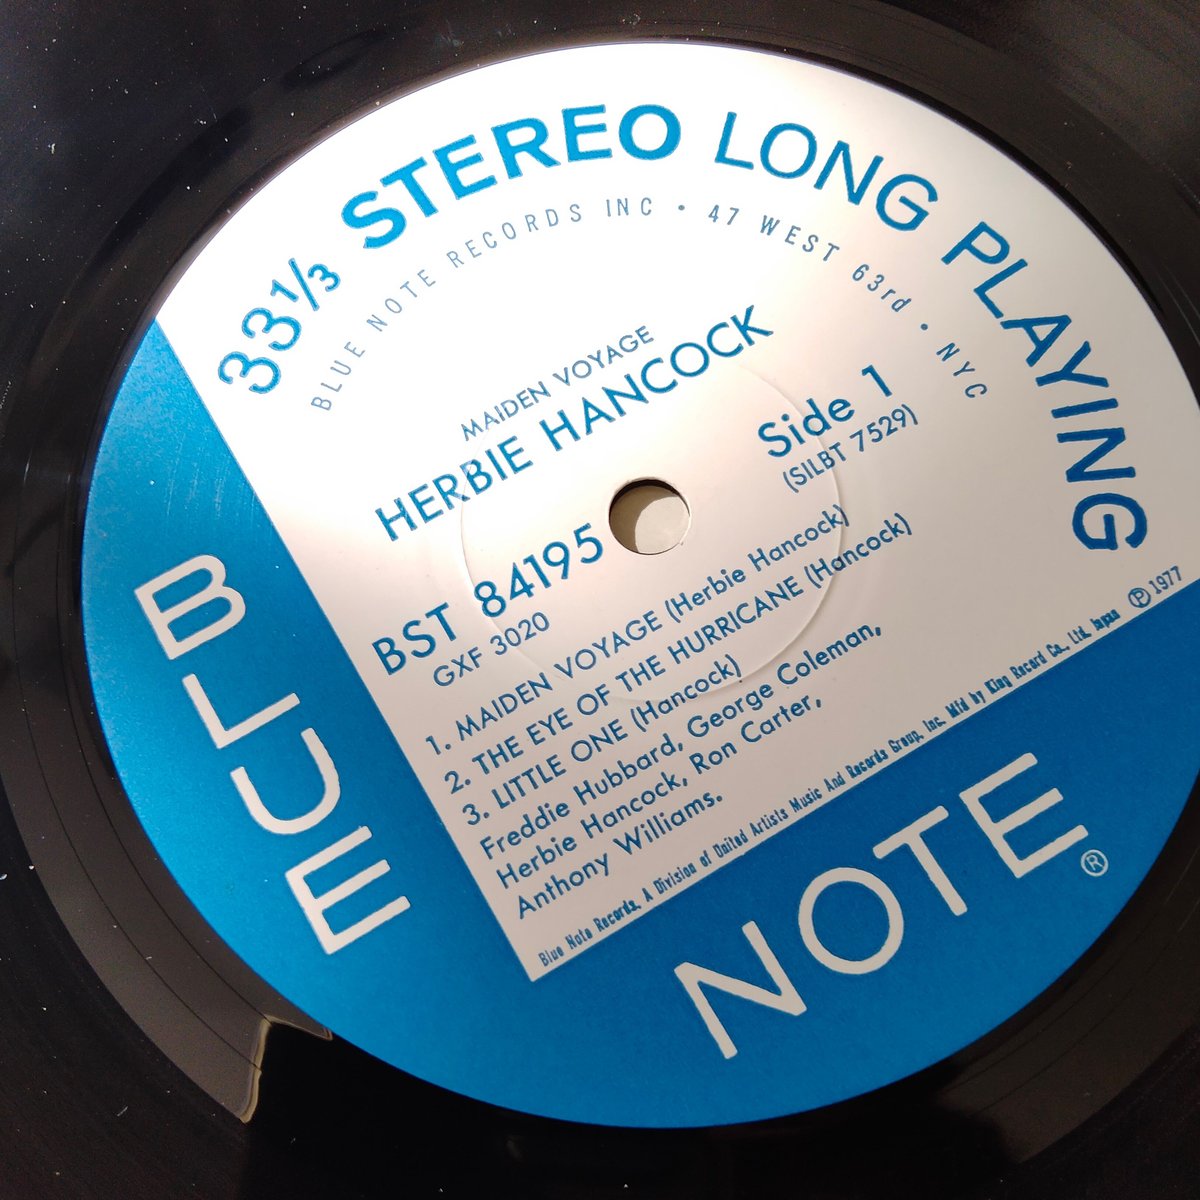 33⅓ STEREO LONG PLAYING
BLUE NOTE RECORDS INC • 47 WEST 63rd • NYC
MAIDEN VOYAGE
HERBIE HANCOCK
Side 1
(SILBT 7529)
BST 84195
GXF 3020
1. MAIDEN VOYAGE (Herbie Hancock)
2. THE EYE OF THE HURRICANE (Hancock)
3. LITTLE ONE (Hancock)
Freddie Hubbard, George Coleman,
Herbie Hancock, Ron Carter,
Anthony Williams.
Blue Note Records, A Division of United Artists Music And Records Group, Inc. Mfd by King Record Co., Ltd. Japan ℗ 1977
BLUE
NOTE®